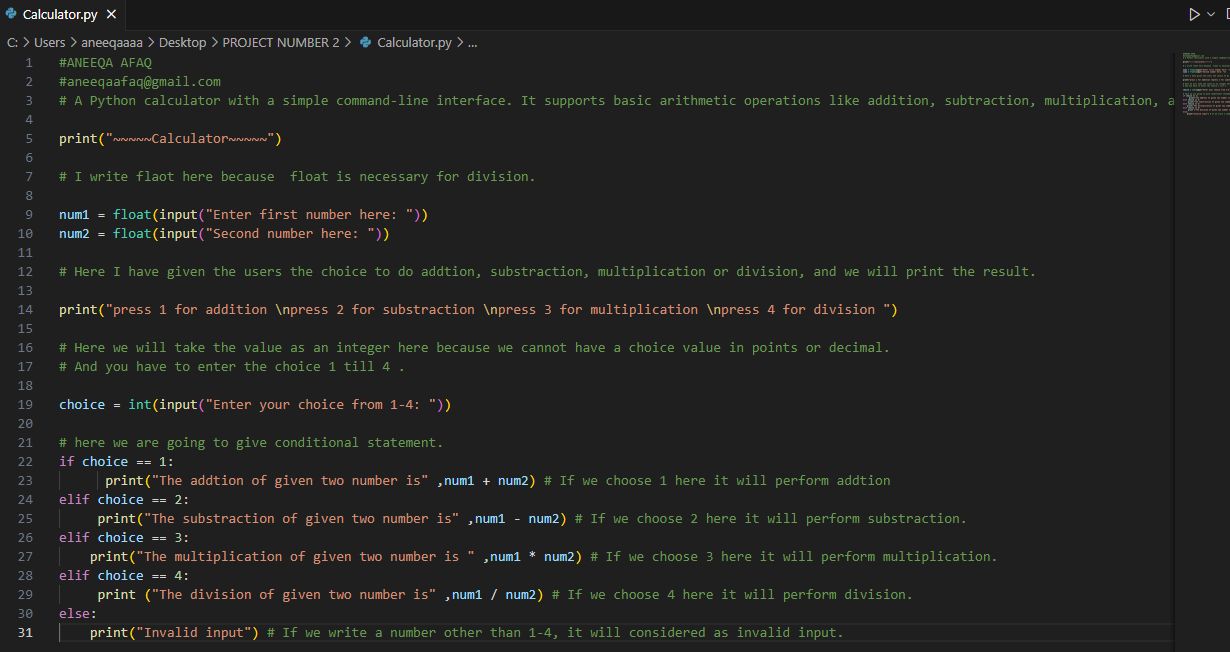 Calculator.py
C: > Users > aneeqaaaa > Desktop > PROJECT NUMBER 2 > Calculator.py > ...
1 #ANEEQA AFAQ
2 #aneeqaafaq@gmail.com
3 # A Python calculator with a simple command-line interface. It supports basic arithmetic operations like addition, subtraction, multiplication, a
4
5 print("~~~~~Calculator~~~~~")
6
7 # I write flaot here because  float is necessary for division.
8
9 num1 = float(input("Enter first number here: "))
10 num2 = float(input("Second number here: "))
11
12 # Here I have given the users the choice to do addtion, substraction, multiplication or division, and we will print the result.
13
14 print("press 1 for addition \npress 2 for substraction \npress 3 for multiplication \npress 4 for division ")
15
16 # Here we will take the value as an integer here because we cannot have a choice value in points or decimal.
17 # And you have to enter the choice 1 till 4 .
18
19 choice = int(input("Enter your choice from 1-4: "))
20
21 # here we are going to give conditional statement.
22 if choice == 1:
23       print("The addtion of given two number is" ,num1 + num2) # If we choose 1 here it will perform addtion
24 elif choice == 2:
25      print("The substraction of given two number is" ,num1 - num2) # If we choose 2 here it will perform substraction.
26 elif choice == 3:
27     print("The multiplication of given two number is " ,num1 * num2) # If we choose 3 here it will perform multiplication.
28 elif choice == 4:
29      print ("The division of given two number is" ,num1 / num2) # If we choose 4 here it will perform division.
30 else:
31     print("Invalid input") # If we write a number other than 1-4, it will considered as invalid input.